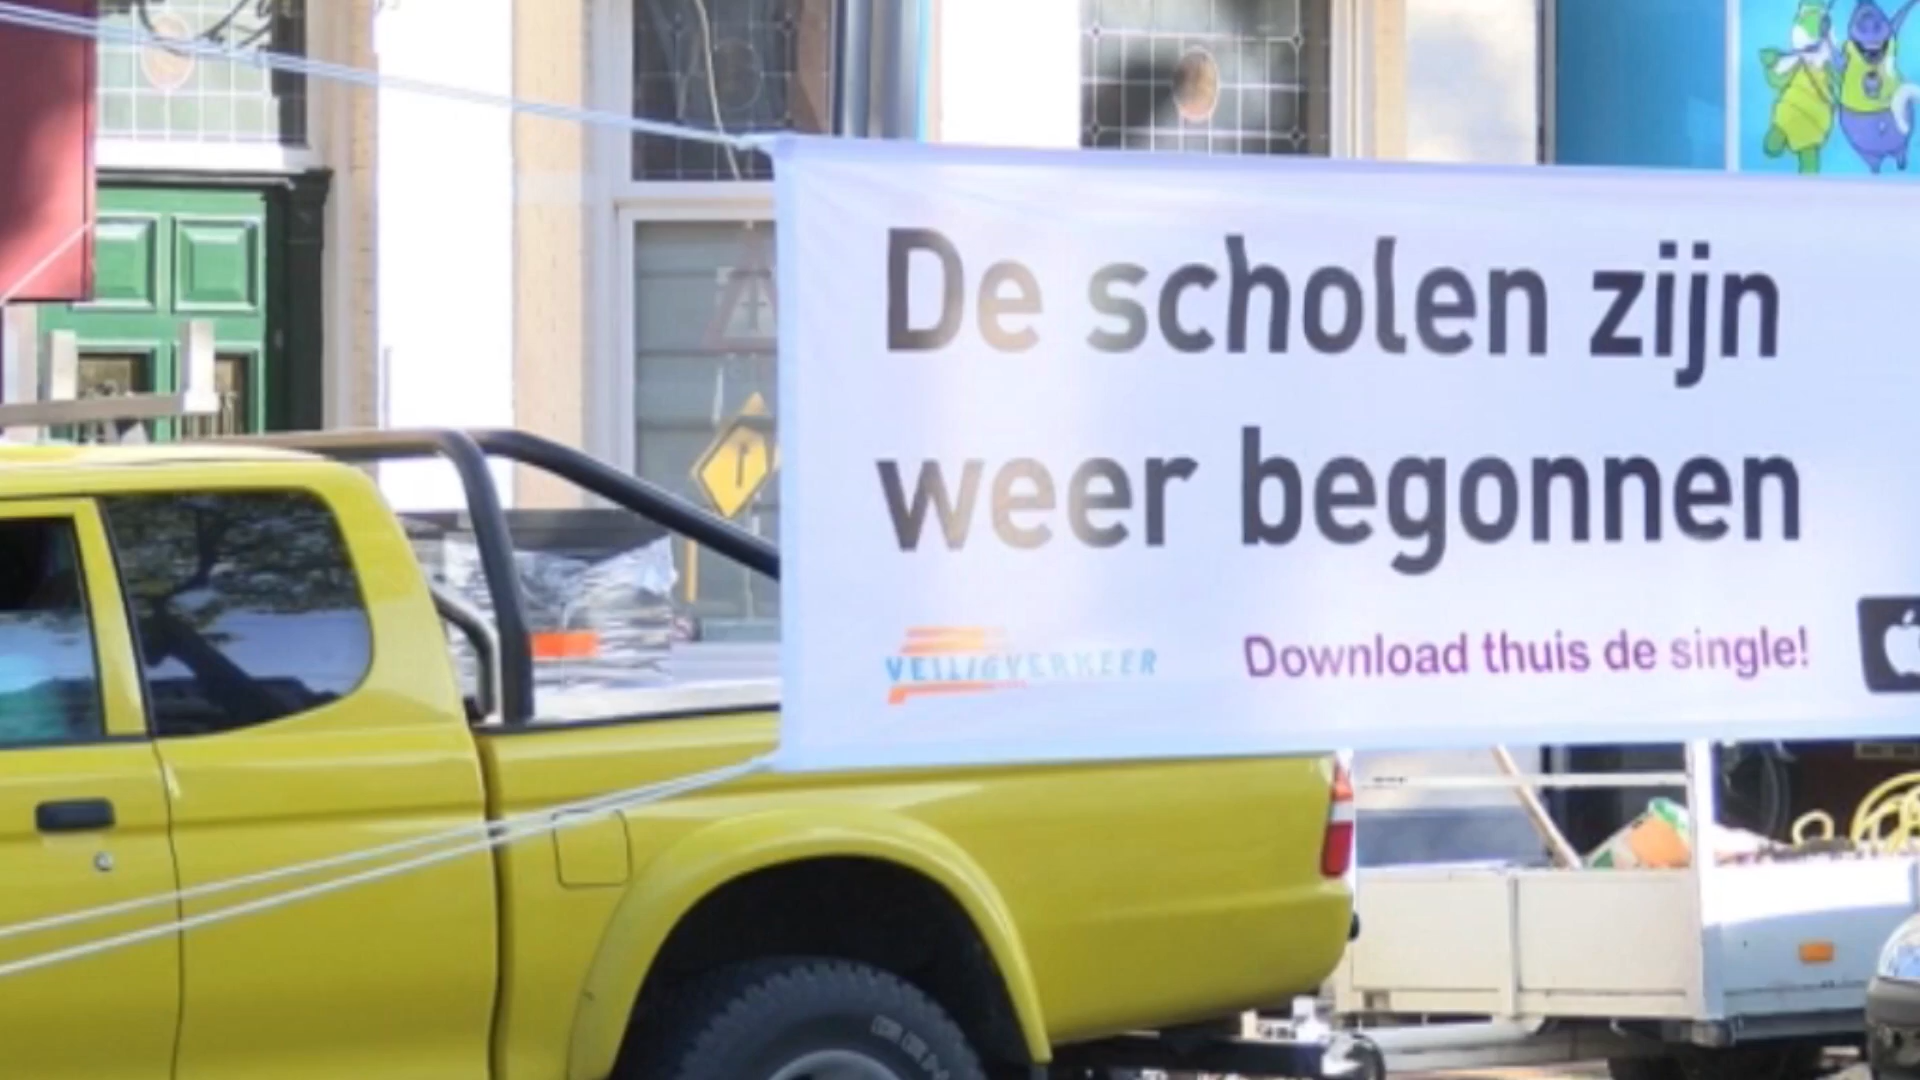 De scholen zijn
weer begonnen
VEILIGVERKEER
Download thuis de single!